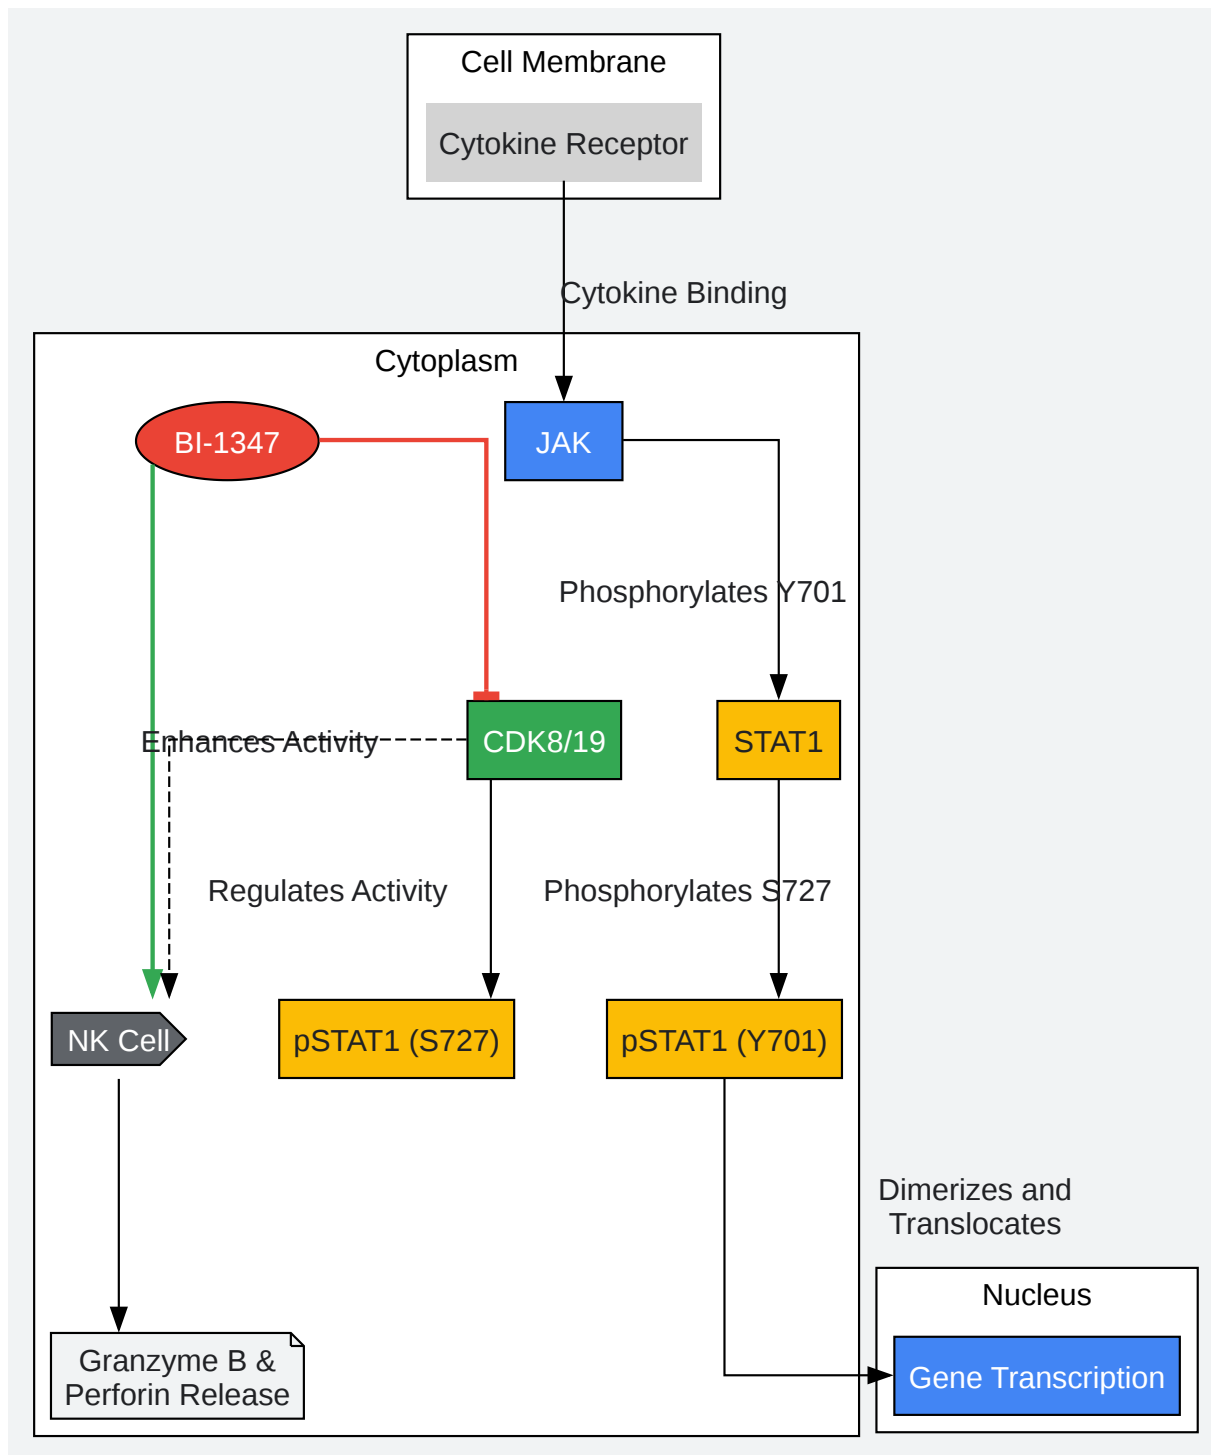 Cell Membrane
Cytokine Receptor
Cytokine Binding
Cytoplasm
BI-1347
JAK
Phosphorylates Y701
Enhances Activity
CDK8/19
STAT1
Regulates Activity
Phosphorylates S727
NK Cell
pSTAT1 (S727)
pSTAT1 (Y701)
Dimerizes and
Translocates
Nucleus
Granzyme B &
Perforin Release
Gene Transcription